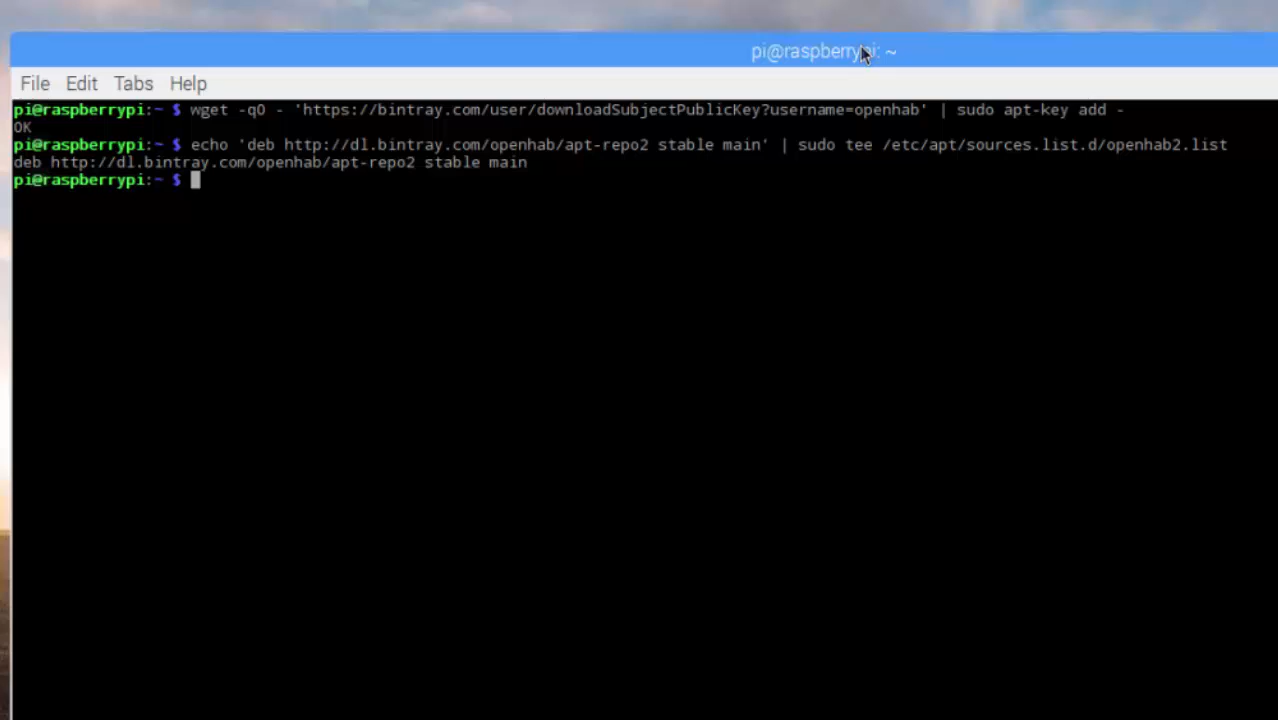 pi@raspberrypi: ~
File Edit Tabs Help
pi@raspberrypi:~ $ wget -qO - 'https://bintray.com/user/downloadSubjectPublicKey?username=openhab' | sudo apt-key add -
OK
pi@raspberrypi:~ $ echo 'deb http://dl.bintray.com/openhab/apt-repo2 stable main' | sudo tee /etc/apt/sources.list.d/openhab2.list
deb http://dl.bintray.com/openhab/apt-repo2 stable main
pi@raspberrypi:~ $